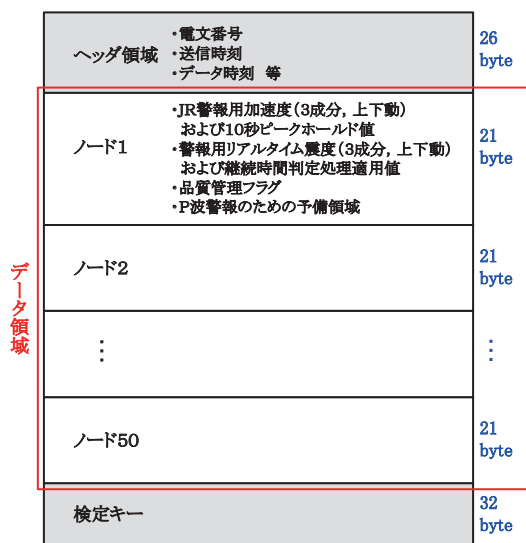 ヘッダ領域
・電文番号
・送信時刻
・データ時刻 等
26
byte
データ領域
ノード1
・JR警報用加速度(3成分, 上下動)
および10秒ピークホールド値
・警報用リアルタイム震度(3成分, 上下動)
および継続時間判定処理適用値
・品質管理フラグ
・P波警報のための予備領域
21
byte
ノード2
21
byte
⋮
⋮
ノード50
21
byte
検定キー
32
byte